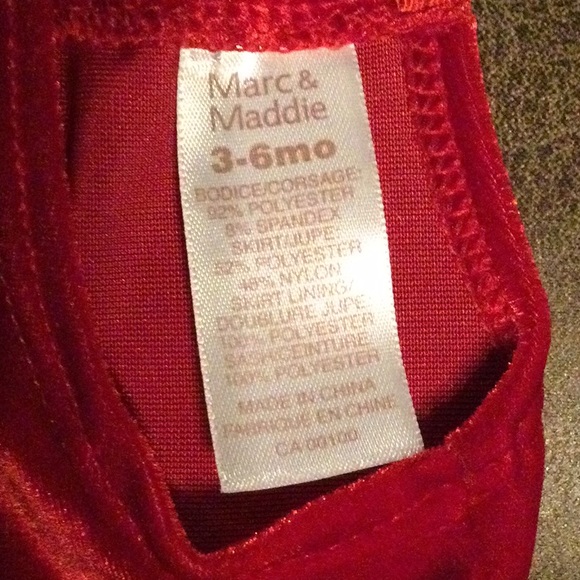 Marc &
Maddie
3-6mo
BODICE/CORSAGE:
92% POLYESTER
8% SPANDEX
SKIRT/JUPE:
52% POLYESTER
48% NYLON
SKIRT LINING/
DOUSLURE JUPE:
100% POLYESTER
SASH/CEINTURE
100% POLYESTER
MADE IN CHINA
FABRIQUE EN CHINE
CA 00100